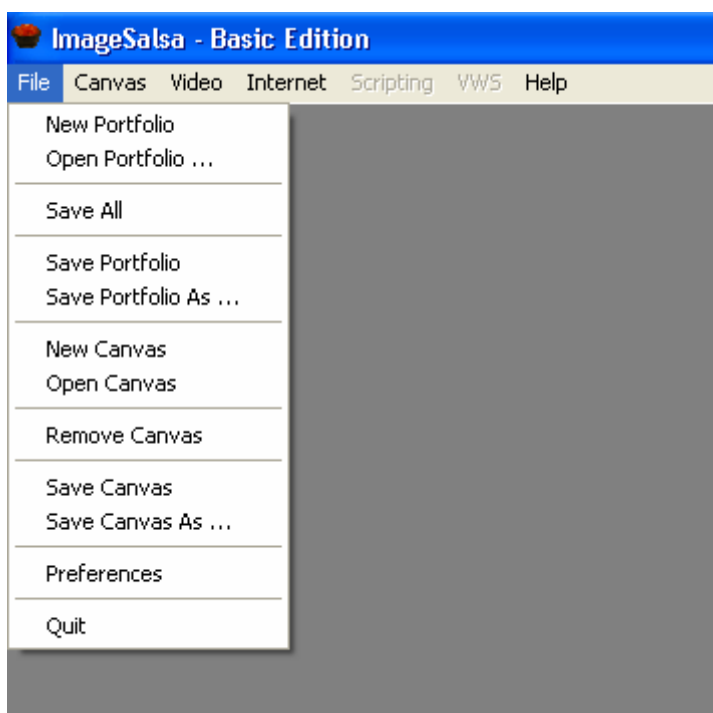 ImageSalsa - Basic Edition
File Canvas Video Internet Scripting VWS Help
New Portfolio
Open Portfolio ...
Save All
Save Portfolio
Save Portfolio As ...
New Canvas
Open Canvas
Remove Canvas
Save Canvas
Save Canvas As ...
Preferences
Quit